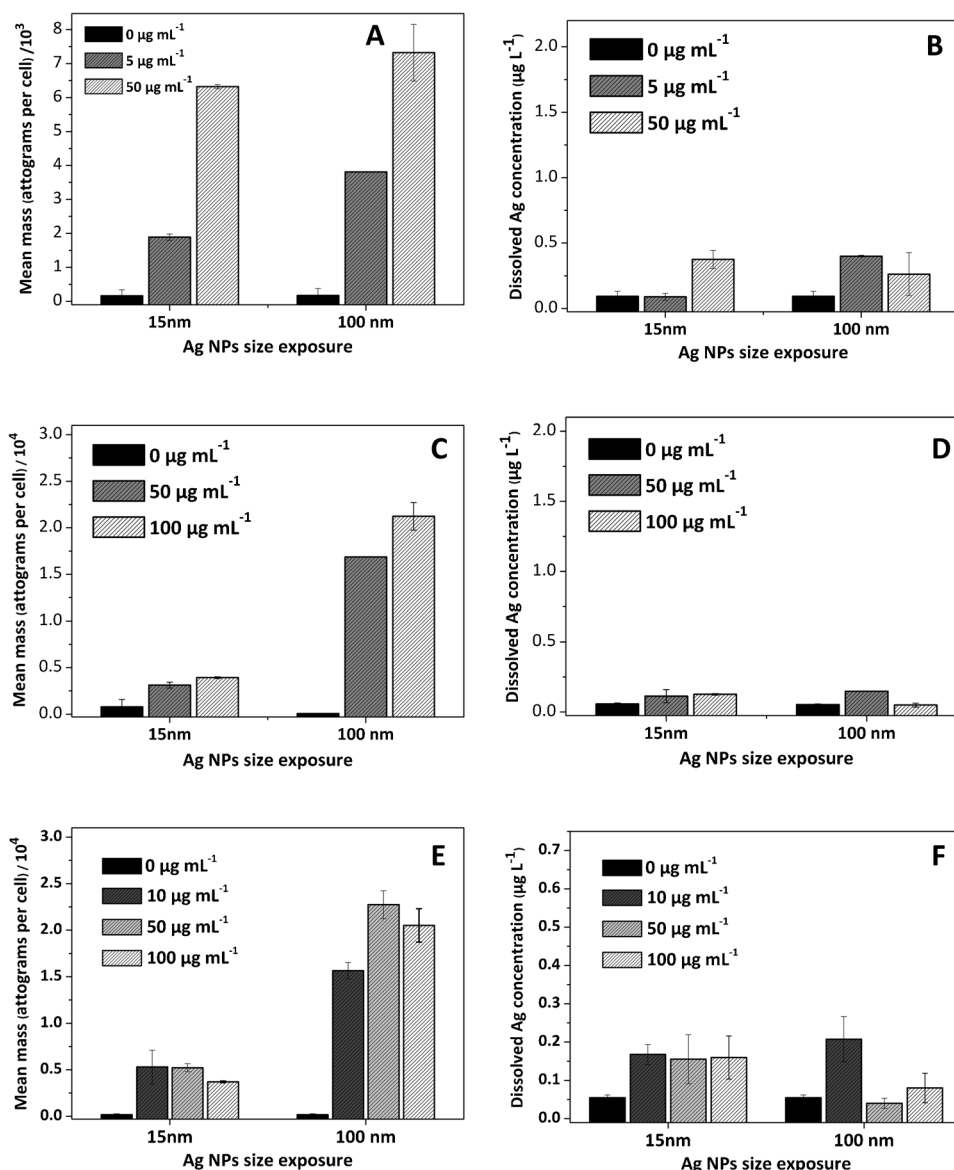 A
0 µg mL⁻¹
5 µg mL⁻¹
50 µg mL⁻¹
Mean mass (attograms per cell) /10³
8
7
6
5
4
3
2
1
0
15nm 100 nm
Ag NPs size exposure
B
0 µg mL⁻¹
5 µg mL⁻¹
50 µg mL⁻¹
Dissolved Ag concentration (µg L⁻¹)
2.0
1.5
1.0
0.5
0.0
15nm 100 nm
Ag NPs size exposure
C
0 µg mL⁻¹
50 µg mL⁻¹
100 µg mL⁻¹
Mean mass (attograms per cell) / 10⁴
3.0
2.5
2.0
1.5
1.0
0.5
0.0
15nm 100 nm
Ag NPs size exposure
D
0 µg mL⁻¹
50 µg mL⁻¹
100 µg mL⁻¹
Dissolved Ag concentration (µg L⁻¹)
2.0
1.5
1.0
0.5
0.0
15nm 100 nm
Ag NPs size exposure
E
0 µg mL⁻¹
10 µg mL⁻¹
50 µg mL⁻¹
100 µg mL⁻¹
Mean mass (attograms per cell) / 10⁴
3.0
2.5
2.0
1.5
1.0
0.5
0.0
15nm 100 nm
Ag NPs size exposure
F
0 µg mL⁻¹
10 µg mL⁻¹
50 µg mL⁻¹
100 µg mL⁻¹
Dissolved Ag concentration (µg L⁻¹)
0.7
0.6
0.5
0.4
0.3
0.2
0.1
0.0
15nm 100 nm
Ag NPs size exposure